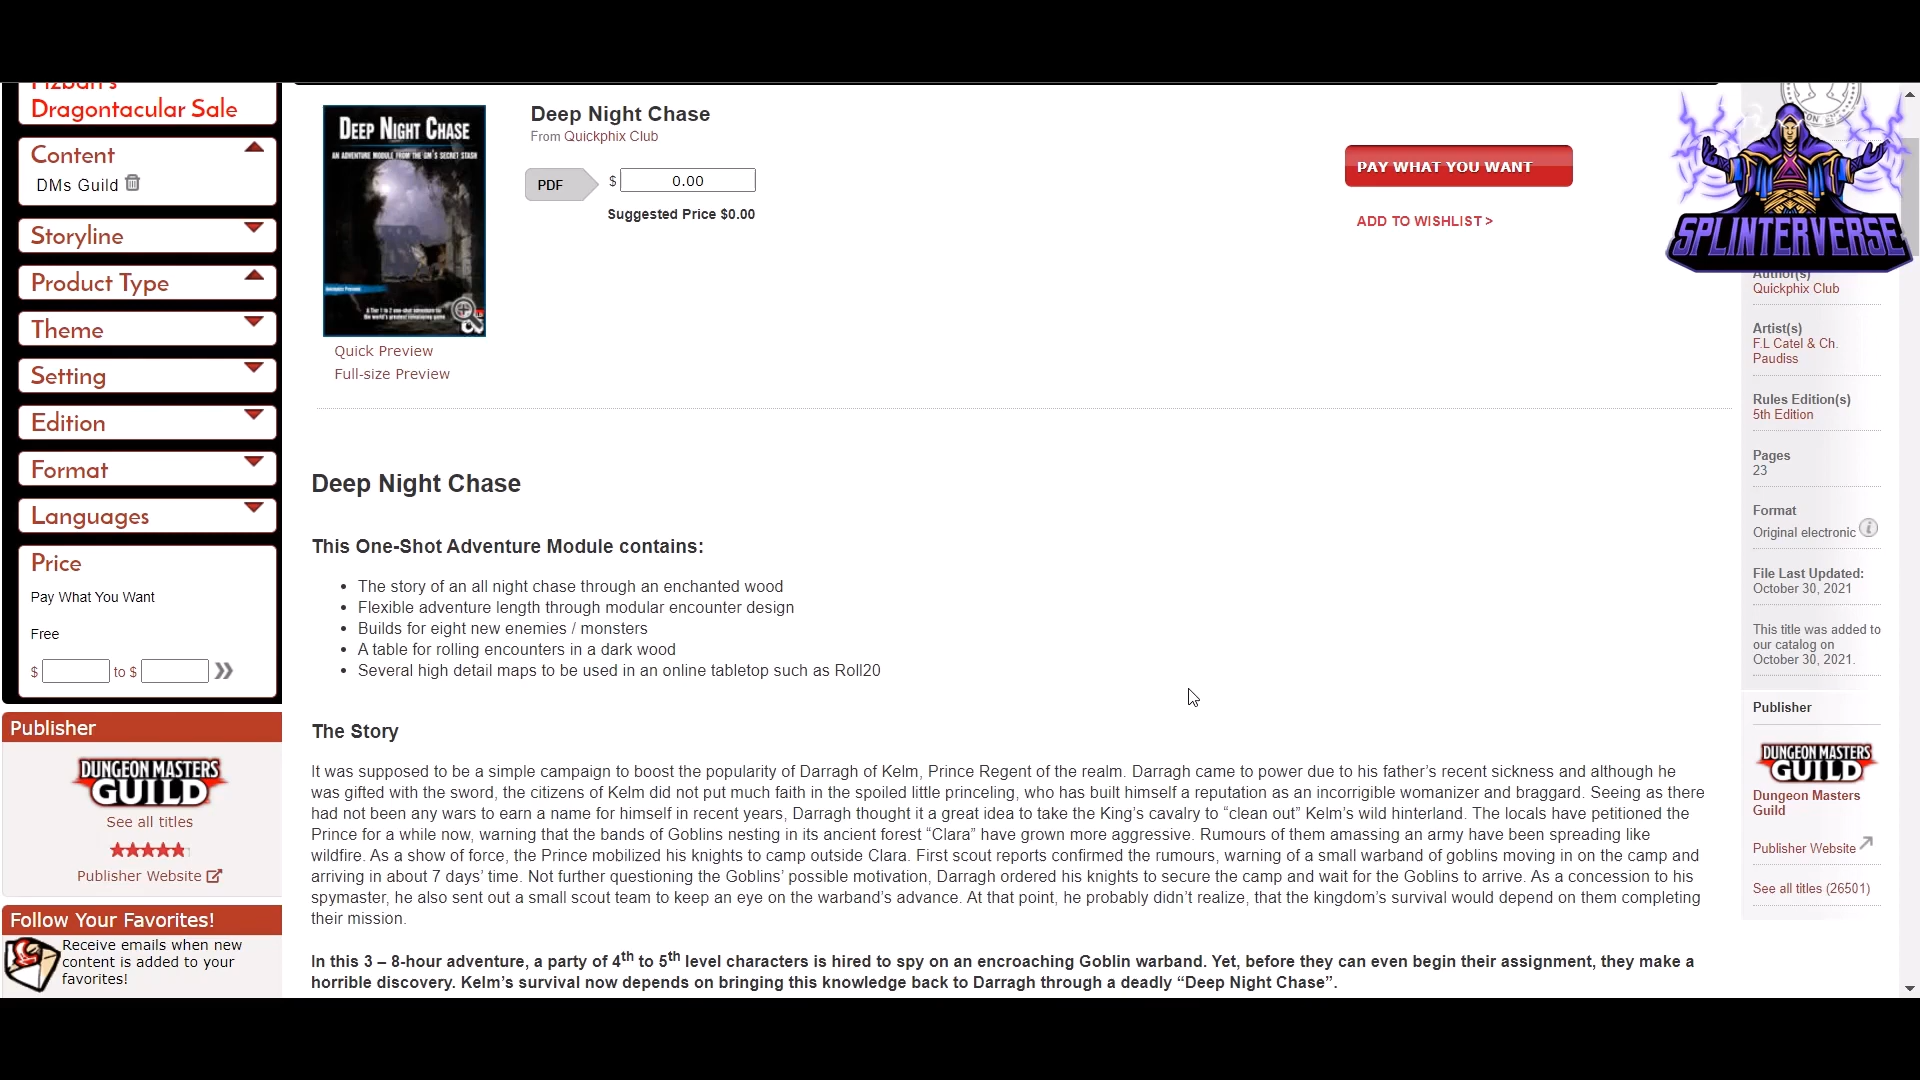 Fizban's
Dragontacular Sale
Content
DMs Guild
Storyline
Product Type
Theme
Setting
Edition
Format
Languages
Price
Pay What You Want
Free
$ to $
Publisher
DUNGEON MASTERS
GUILD
See all titles
Publisher Website
Follow Your Favorites!
Receive emails when new
content is added to your
favorites!
DEEP NIGHT CHASE
AN ADVENTURE MODULE FROM THE GM'S SECRET STASH
A Tier 1 to 2 one-shot adventure for
the world's greatest roleplaying game
Quick Preview
Full-size Preview
Deep Night Chase
From Quickphix Club
PDF
$ 0.00
Suggested Price $0.00
PAY WHAT YOU WANT
ADD TO WISHLIST >
Deep Night Chase
This One-Shot Adventure Module contains:
• The story of an all night chase through an enchanted wood
• Flexible adventure length through modular encounter design
• Builds for eight new enemies / monsters
• A table for rolling encounters in a dark wood
• Several high detail maps to be used in an online tabletop such as Roll20
The Story
It was supposed to be a simple campaign to boost the popularity of Darragh of Kelm, Prince Regent of the realm. Darragh came to power due to his father’s recent sickness and although he
was gifted with the sword, the citizens of Kelm did not put much faith in the spoiled little princeling, who has built himself a reputation as an incorrigible womanizer and braggard. Seeing as there
had not been any wars to earn a name for himself in recent years, Darragh thought it a great idea to take the King’s cavalry to “clean out” Kelm’s wild hinterland. The locals have petitioned the
Prince for a while now, warning that the bands of Goblins nesting in its ancient forest “Clara” have grown more aggressive. Rumours of them amassing an army have been spreading like
wildfire. As a show of force, the Prince mobilized his knights to camp outside Clara. First scout reports confirmed the rumours, warning of a small warband of goblins moving in on the camp and
arriving in about 7 days’ time. Not further questioning the Goblins’ possible motivation, Darragh ordered his knights to secure the camp and wait for the Goblins to arrive. As a concession to his
spymaster, he also sent out a small scout team to keep an eye on the warband’s advance. At that point, he probably didn’t realize, that the kingdom’s survival would depend on them completing
their mission.
In this 3 – 8-hour adventure, a party of 4th to 5th level characters is hired to spy on an encroaching Goblin warband. Yet, before they can even begin their assignment, they make a
horrible discovery. Kelm’s survival now depends on bringing this knowledge back to Darragh through a deadly “Deep Night Chase”.
SPLINTERVERSE
Author(s)
Quickphix Club
Artist(s)
F.L Catel & Ch.
Paudiss
Rules Edition(s)
5th Edition
Pages
23
Format
Original electronic
File Last Updated:
October 30, 2021
This title was added to
our catalog on
October 30, 2021.
Publisher
DUNGEON MASTERS
GUILD
Dungeon Masters
Guild
Publisher Website
See all titles (26501)